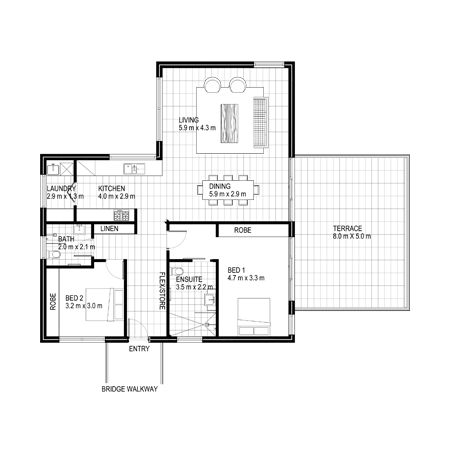 LIVING
5.9 m x 4.3 m
DINING
5.9 m x 2.9 m
LAUNDRY
2.9 m x 1.3 m
KITCHEN
4.0 m x 2.9 m
LINEN
ROBE
TERRACE
8.0 m X 5.0 m
BATH
2.0 m x 2.1 m
BED 1
4.7 m x 3.3 m
ENSUITE
3.5 m x 2.2 m
FLEX/STORE
ROBE
BED 2
3.2 m x 3.0 m
ENTRY
BRIDGE WALKWAY